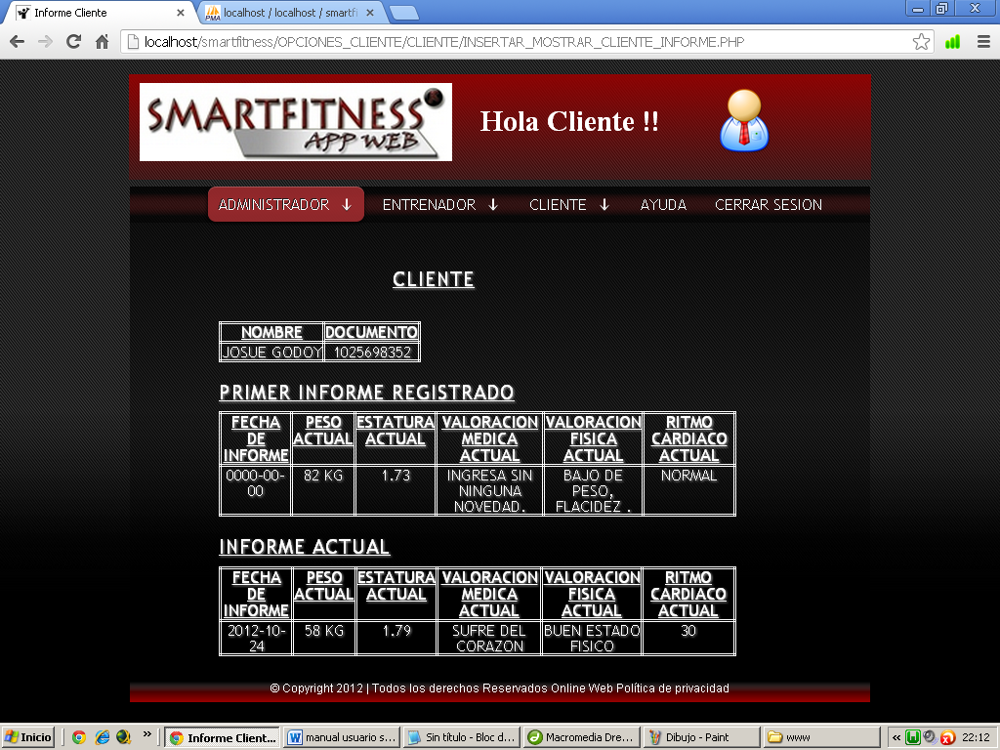 Informe Cliente
localhost / localhost / smartfi
localhost/smartfitness/OPCIONES_CLIENTE/CLIENTE/INSERTAR_MOSTRAR_CLIENTE_INFORME.PHP
SMARTFITNESS
APP WEB
Hola Cliente !!
ADMINISTRADOR ↓ ENTRENADOR ↓ CLIENTE ↓ AYUDA CERRAR SESION
CLIENTE
NOMBRE DOCUMENTO
JOSUE GODOY 1025698352
PRIMER INFORME REGISTRADO
FECHA PESO ESTATURA VALORACION VALORACION RITMO
DE ACTUAL ACTUAL MEDICA FISICA CARDIACO
INFORME ACTUAL ACTUAL ACTUAL
0000-00- 82 KG 1.73 INGRESA SIN BAJO DE NORMAL
00 NINGUNA PESO,
NOVEDAD. FLACIDEZ .
INFORME ACTUAL
FECHA PESO ESTATURA VALORACION VALORACION RITMO
DE ACTUAL ACTUAL MEDICA FISICA CARDIACO
INFORME ACTUAL ACTUAL ACTUAL
2012-10- 58 KG 1.79 SUFRE DEL BUEN ESTADO 30
24 CORAZON FISICO
© Copyright 2012 | Todos los derechos Reservados Online Web Política de privacidad
Inicio » Informe Client... manual usuario s... Sin título - Bloc d... Macromedia Dre... Dibujo - Paint www « 22:12